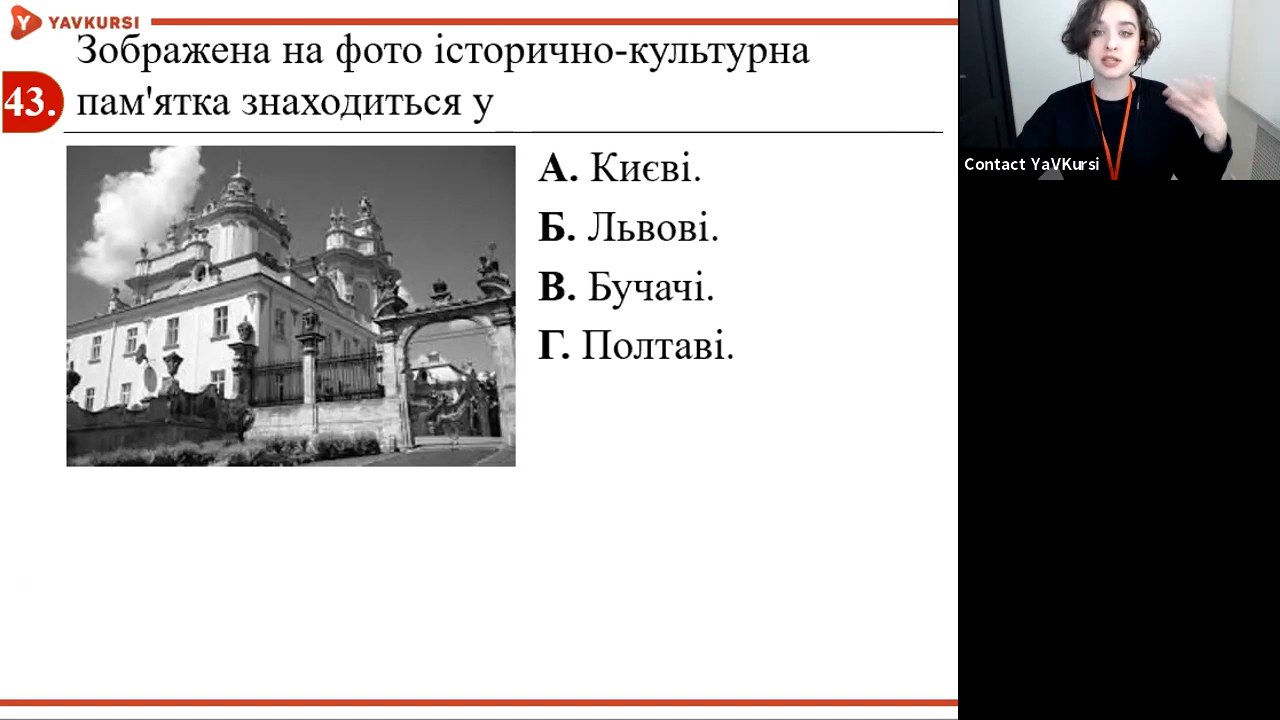 YAVKURSI
Зображена на фото історично-культурна
43. пам'ятка знаходиться у
А. Києві.
Б. Львові.
В. Бучачі.
Г. Полтаві.
Contact YaVKursi